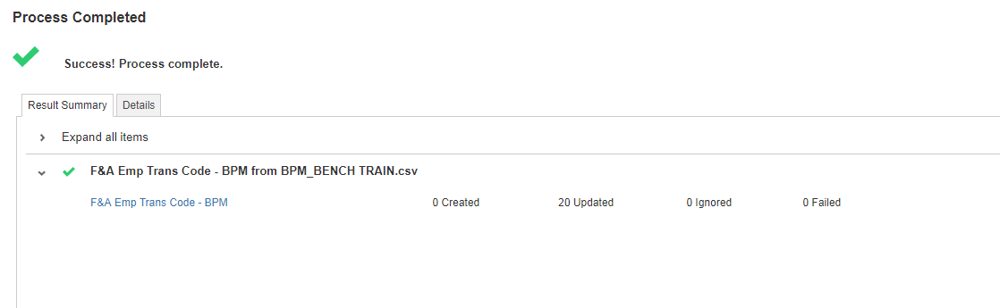 Process Completed
Success! Process complete.
Result Summary Details
Expand all items
F&A Emp Trans Code - BPM from BPM_BENCH TRAIN.csv
F&A Emp Trans Code - BPM 0 Created 20 Updated 0 Ignored 0 Failed